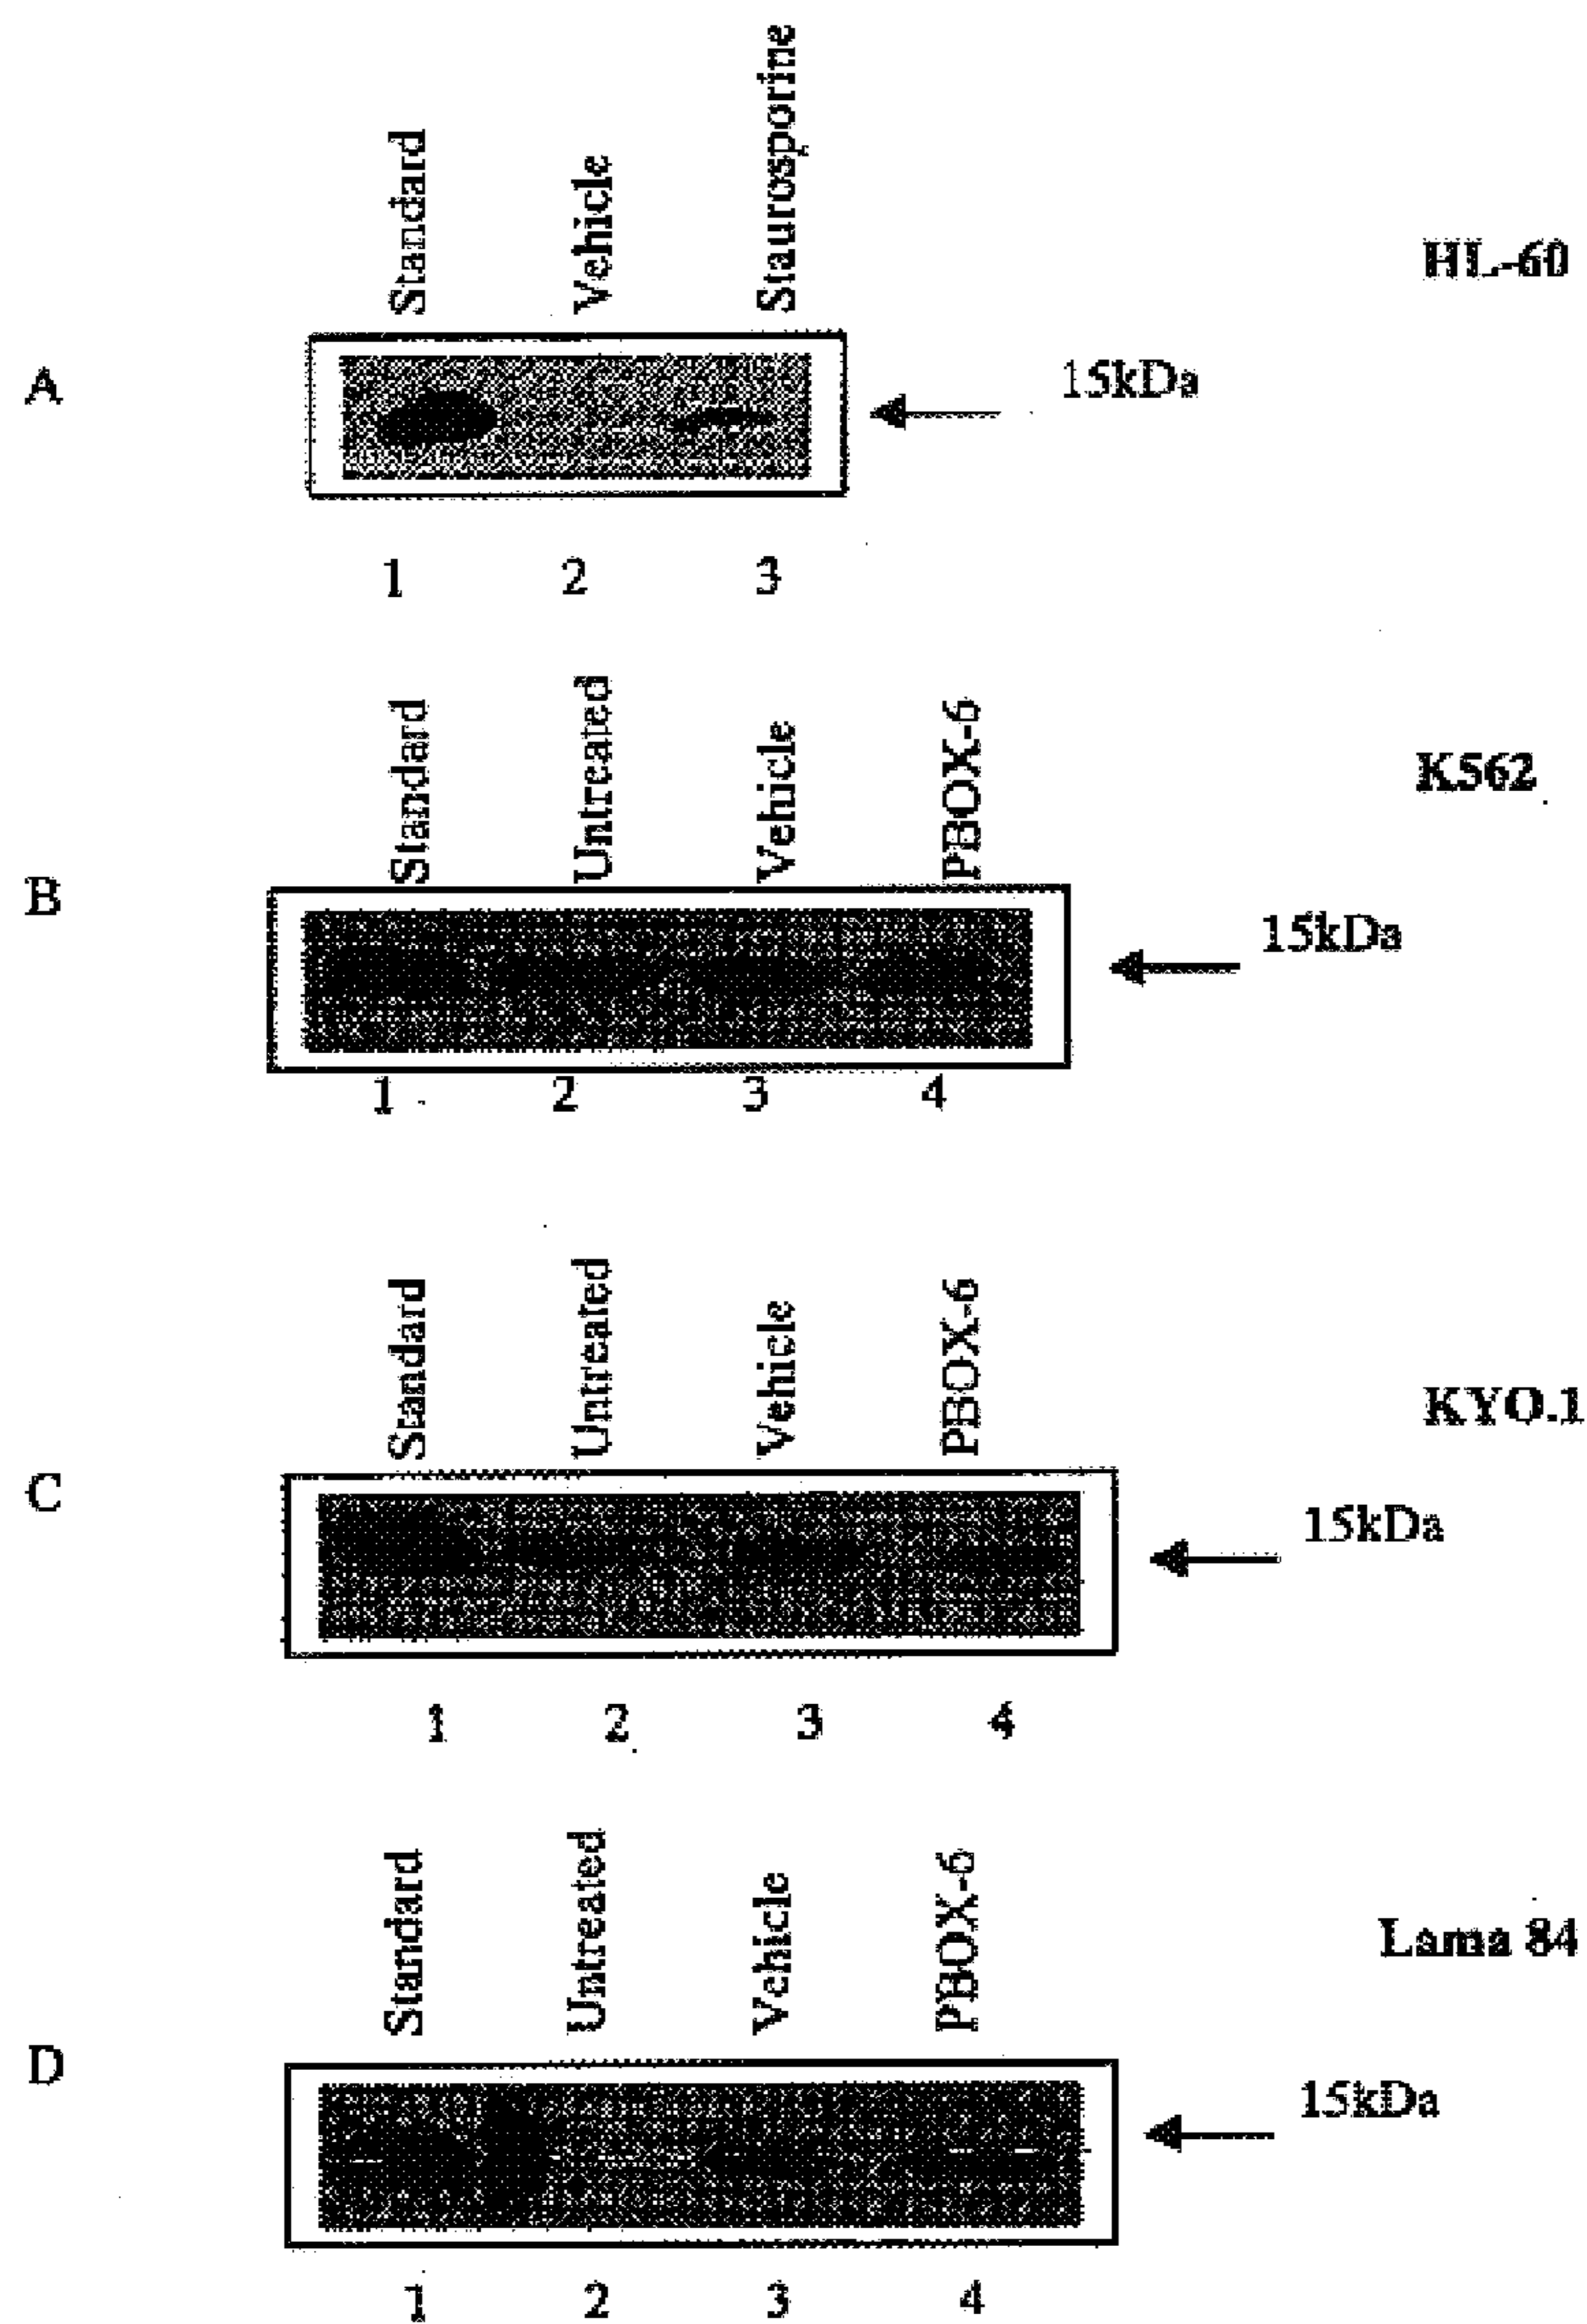 Standard Vehicle Staurosporine
HL-60
A
15kDa
1 2 3
Standard Untreated Vehicle PBOX-6
K562
B
15kDa
1 2 3 4
Standard Untreated Vehicle PBOX-6
KYO.1
C
15kDa
1 2 3 4
Standard Untreated Vehicle PBOX-6
Lama 84
D
15kDa
1 2 3 4